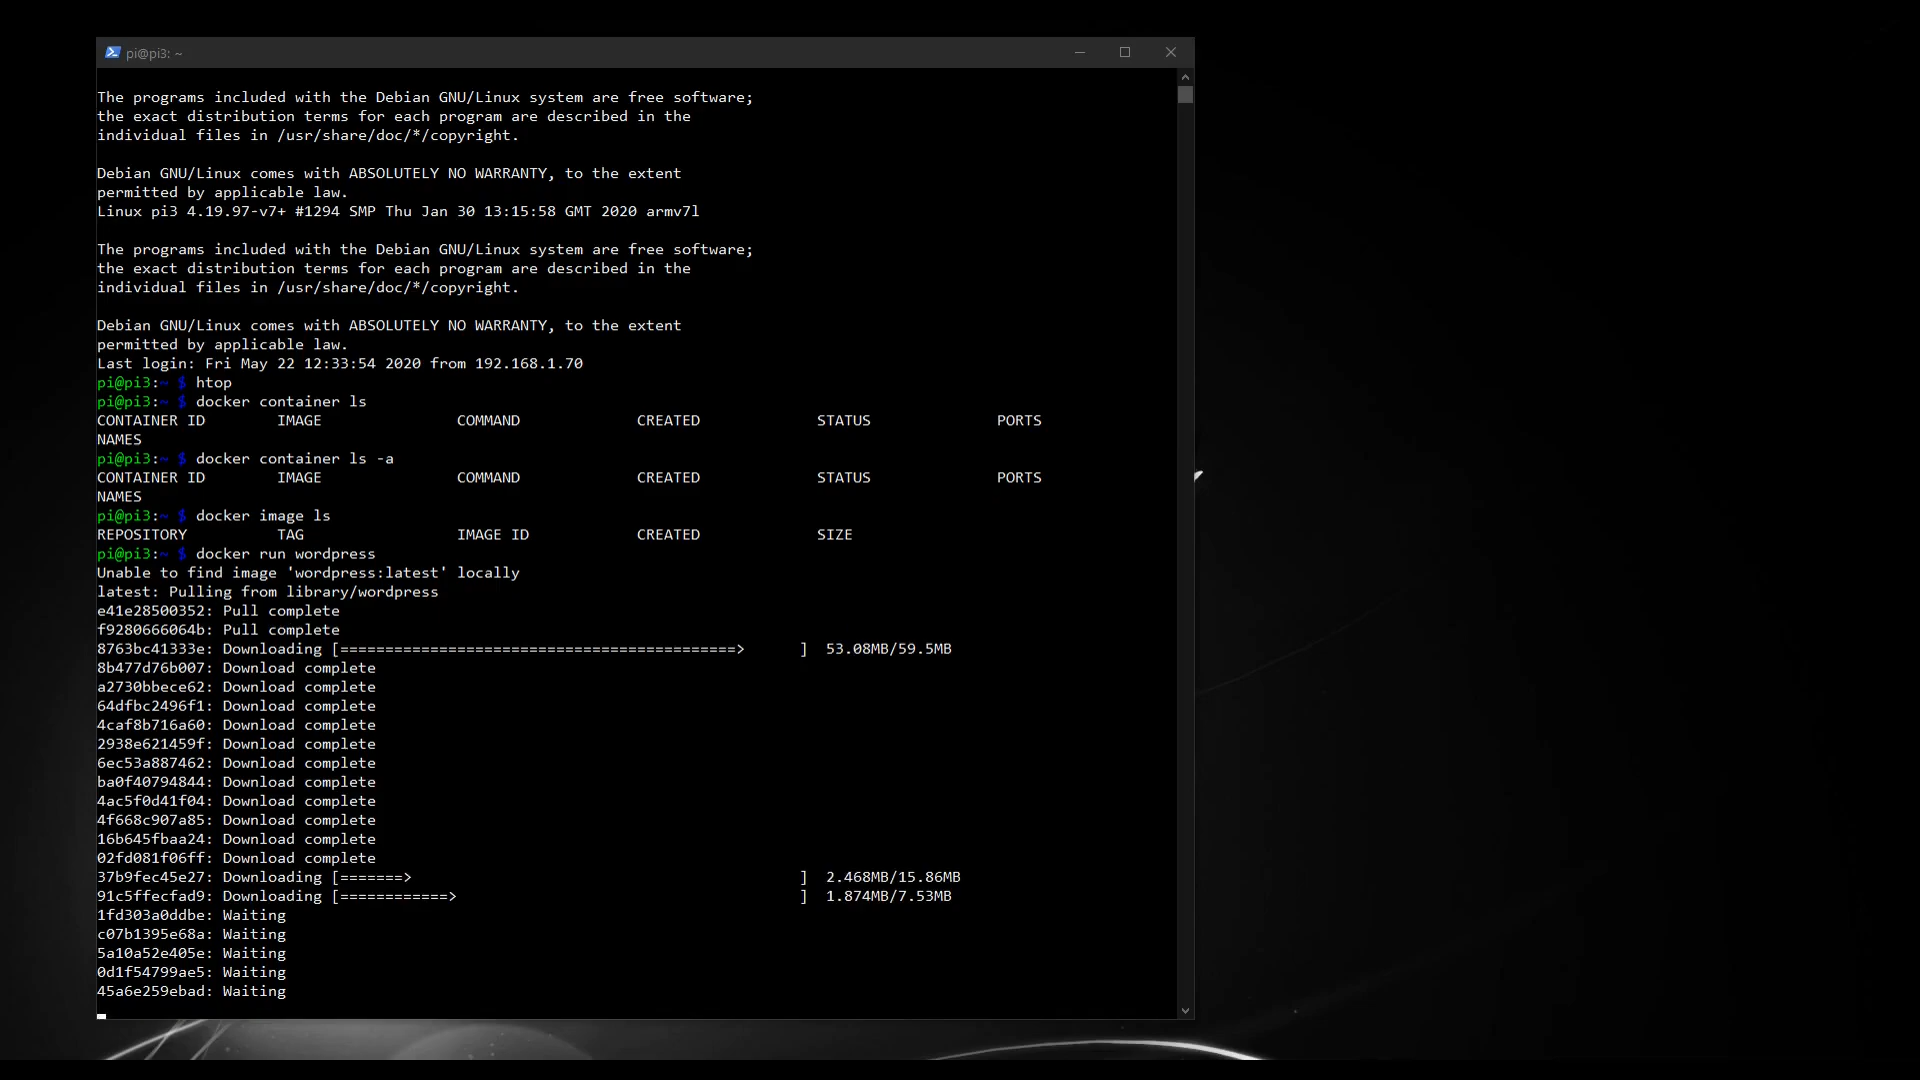 pi@pi3: ~
The programs included with the Debian GNU/Linux system are free software;
the exact distribution terms for each program are described in the
individual files in /usr/share/doc/*/copyright.
Debian GNU/Linux comes with ABSOLUTELY NO WARRANTY, to the extent
permitted by applicable law.
Linux pi3 4.19.97-v7+ #1294 SMP Thu Jan 30 13:15:58 GMT 2020 armv7l
The programs included with the Debian GNU/Linux system are free software;
the exact distribution terms for each program are described in the
individual files in /usr/share/doc/*/copyright.
Debian GNU/Linux comes with ABSOLUTELY NO WARRANTY, to the extent
permitted by applicable law.
Last login: Fri May 22 12:33:54 2020 from 192.168.1.70
pi@pi3:~ $ htop
pi@pi3:~ $ docker container ls
CONTAINER ID        IMAGE               COMMAND             CREATED             STATUS              PORTS
NAMES
pi@pi3:~ $ docker container ls -a
CONTAINER ID        IMAGE               COMMAND             CREATED             STATUS              PORTS
NAMES
pi@pi3:~ $ docker image ls
REPOSITORY          TAG                 IMAGE ID            CREATED             SIZE
pi@pi3:~ $ docker run wordpress
Unable to find image 'wordpress:latest' locally
latest: Pulling from library/wordpress
e41e28500352: Pull complete
f9280666064b: Pull complete
8763bc41333e: Downloading [============================================>      ]  53.08MB/59.5MB
8b477d76b007: Download complete
a2730bbece62: Download complete
64dfbc2496f1: Download complete
4caf8b716a60: Download complete
2938e621459f: Download complete
6ec53a887462: Download complete
ba0f40794844: Download complete
4ac5f0d41f04: Download complete
4f668c907a85: Download complete
16b645fbaa24: Download complete
02fd081f06ff: Download complete
37b9fec45e27: Downloading [=======>                                           ]  2.468MB/15.86MB
91c5ffecfad9: Downloading [============>                                      ]  1.874MB/7.53MB
1fd303a0ddbe: Waiting
c07b1395e68a: Waiting
5a10a52e405e: Waiting
0d1f54799ae5: Waiting
45a6e259ebad: Waiting